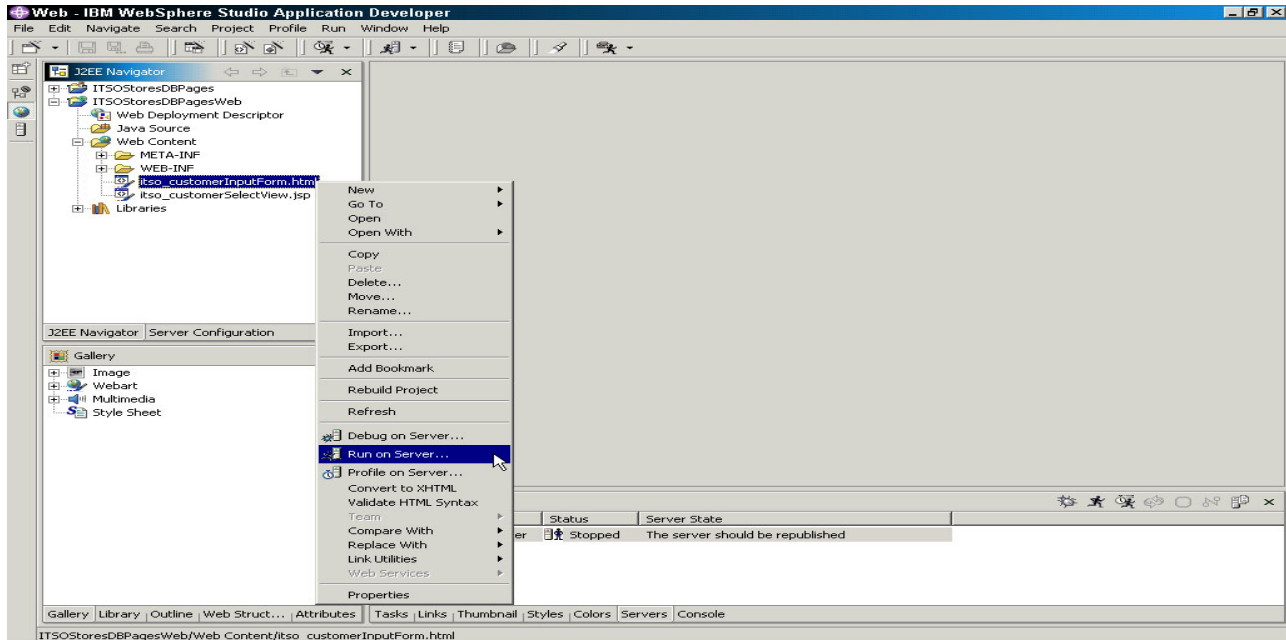 Web - IBM WebSphere Studio Application Developer
File Edit Navigate Search Project Profile Run Window Help
J2EE Navigator
ITSOStoresDBPages
ITSOStoresDBPagesWeb
Web Deployment Descriptor
Java Source
Web Content
META-INF
WEB-INF
itso_customerInputForm.html
itso_customerSelectView.jsp
Libraries
J2EE Navigator Server Configuration
Gallery
Image
Webart
Multimedia
Style Sheet
New
Go To
Open
Open With
Copy
Paste
Delete...
Move...
Rename...
Import...
Export...
Add Bookmark
Rebuild Project
Refresh
Debug on Server...
Run on Server...
Profile on Server...
Convert to XHTML
Validate HTML Syntax
Team
Compare With
Replace With
Link Utilities
Web Services
Properties
Status Server State
er Stopped The server should be republished
Gallery Library Outline Web Struct... Attributes Tasks Links Thumbnail Styles Colors Servers Console
ITSOStoresDBPagesWeb/Web Content/itso_customerInputForm.html